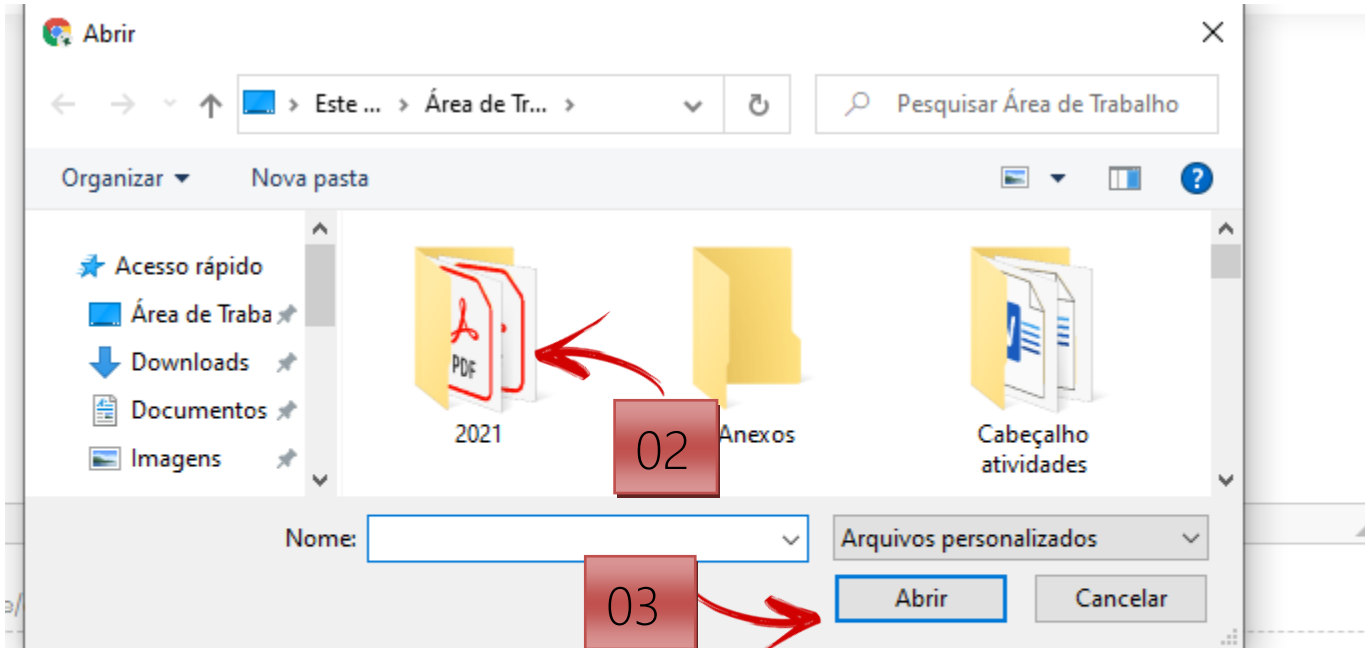 Abrir
Este ... > Área de Tr... >
Pesquisar Área de Trabalho
Organizar
Nova pasta
?
Acesso rápido
Área de Traba
Downloads
Documentos
Imagens
PDF
2021
02
Anexos
Cabeçalho
atividades
Nome:
Arquivos personalizados
03
Abrir
Cancelar